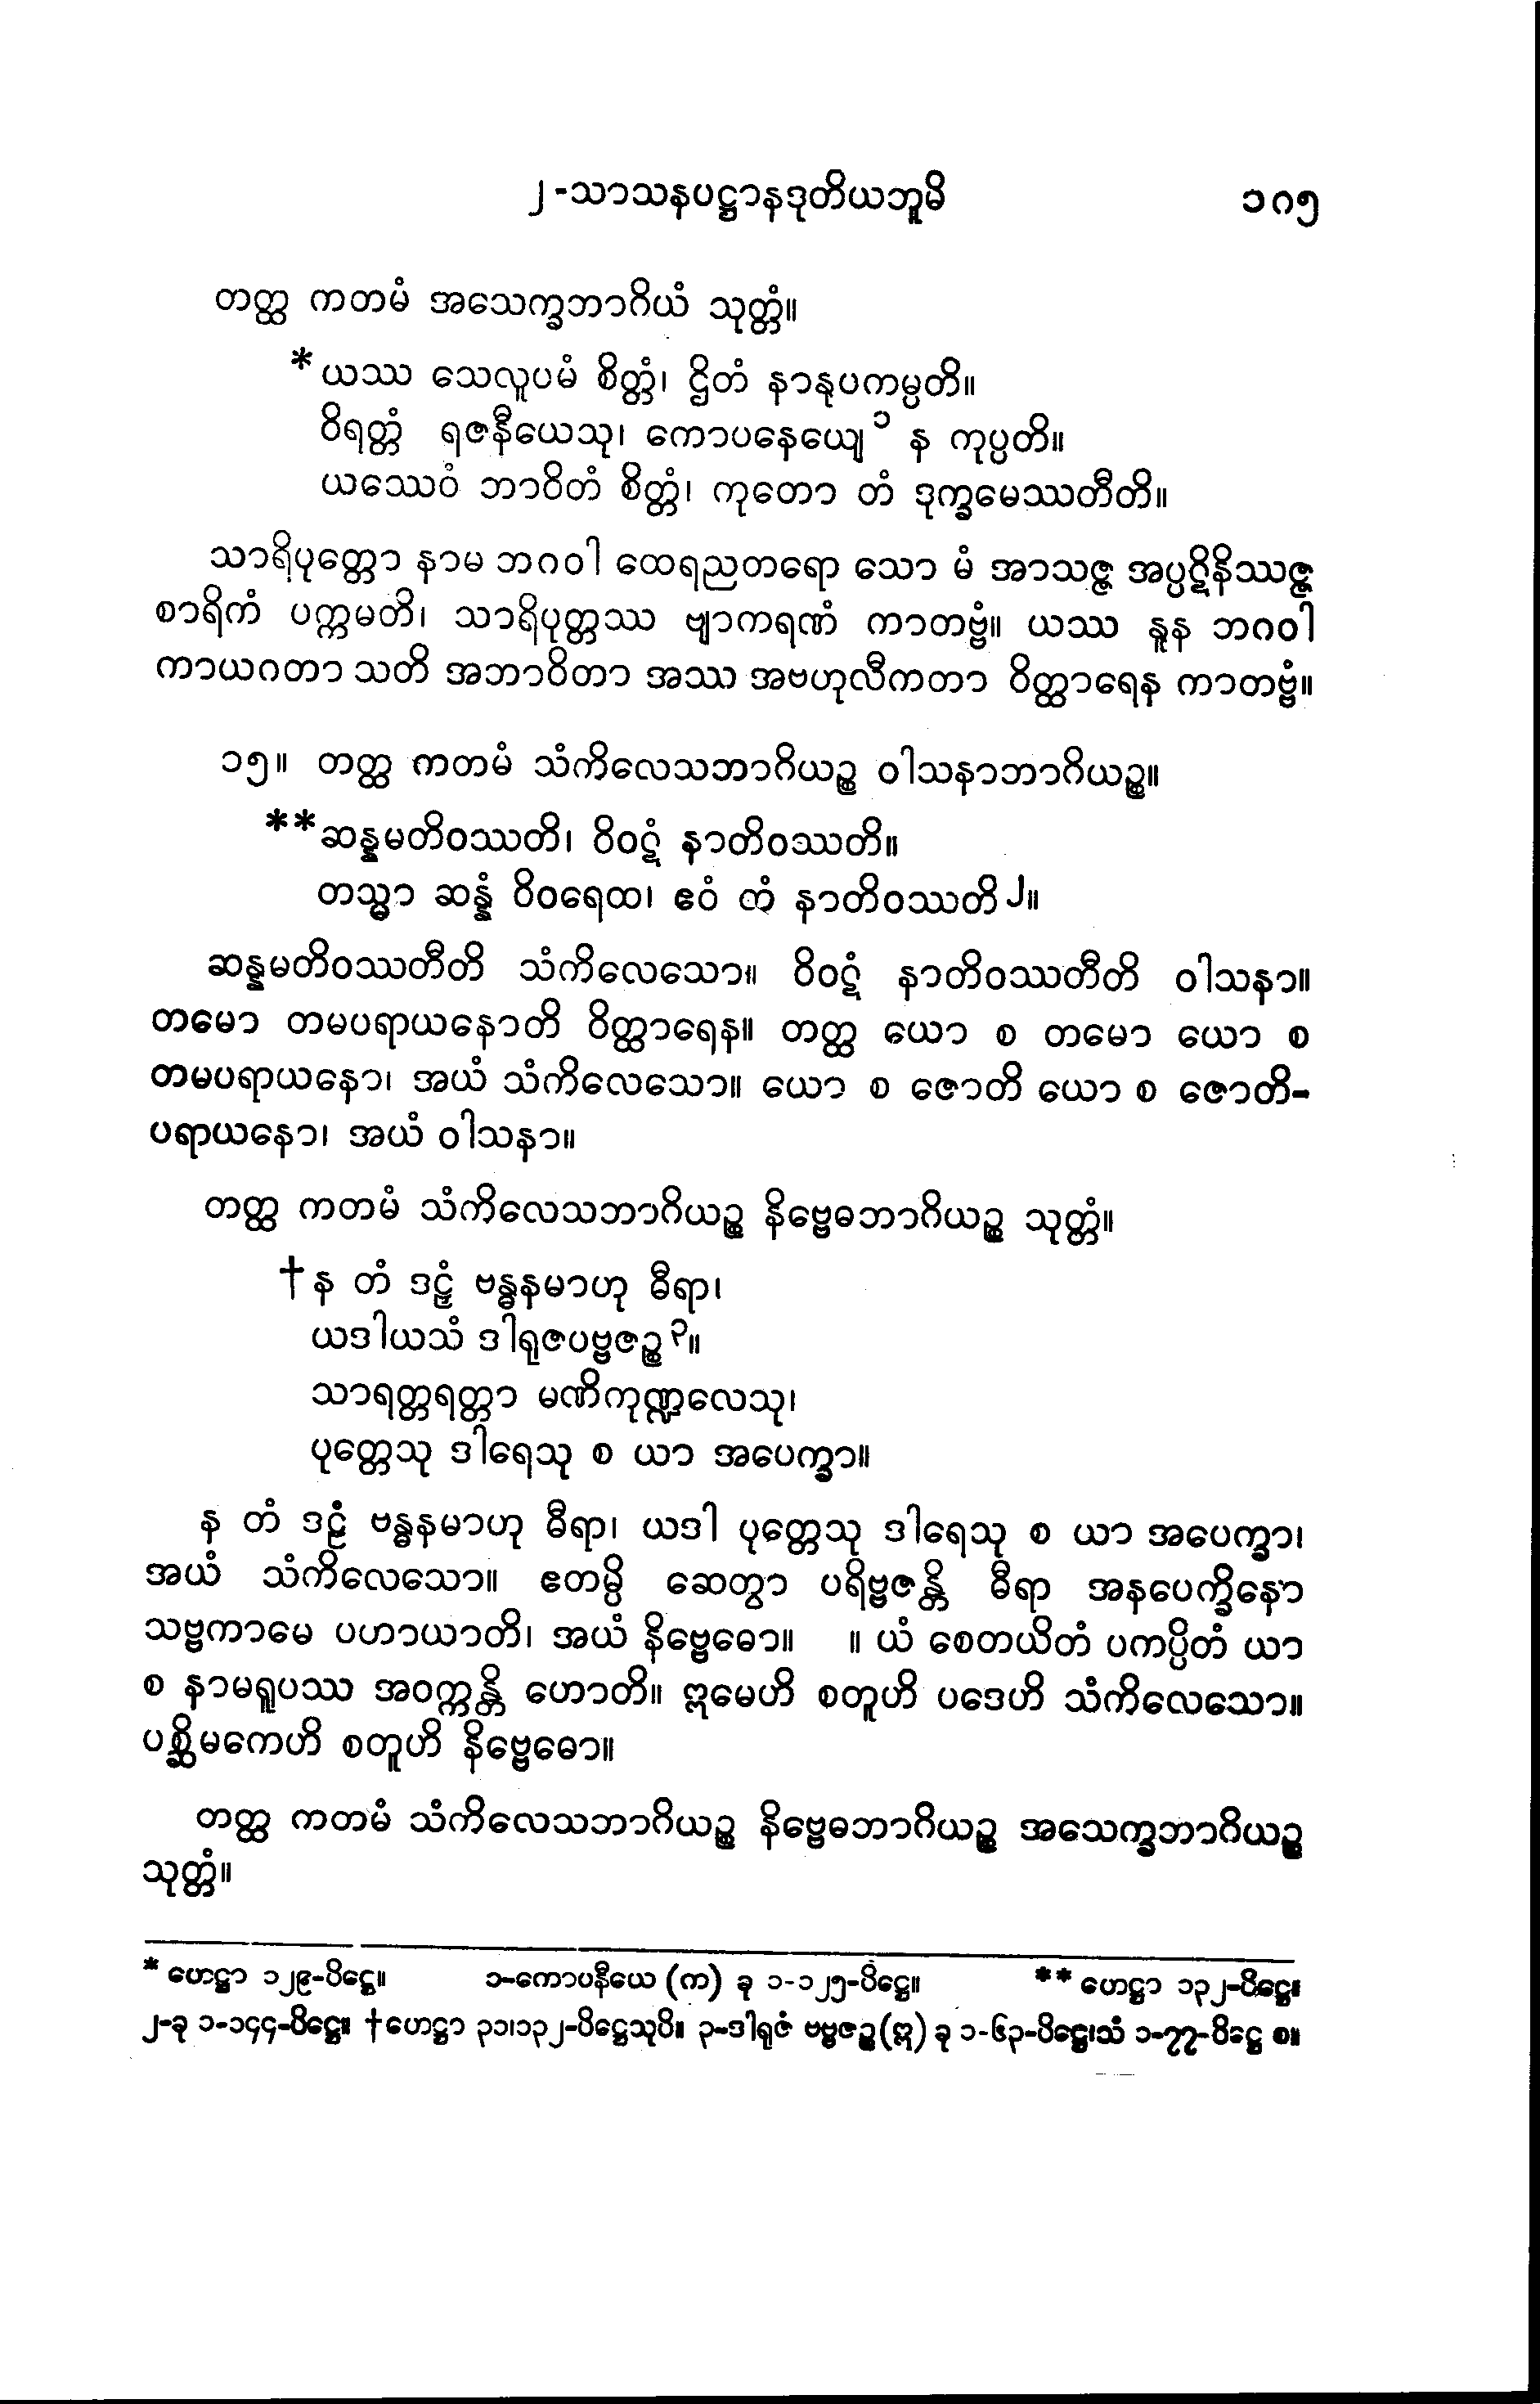 ၂-သာသနပဋ္ဌာနဒုတိယဘူမိ ၁၈၅
တတ္ထ ကတမံ အသေက္ခဘာဂိယံ သုတ္တံ။
*ယဿ သေလူပမံ စိတ္တံ၊ ဌိတံ နာနုပကမ္ပတိ။
ဝိရတ္တံ ရဇနီယေသု၊ ကောပနေယျေ၁ န ကုပ္ပတိ။
ယဿေဝံ ဘာဝိတံ စိတ္တံ၊ ကုတော တံ ဒုက္ခမေဿတီတိ။
သာရိပုတ္တော နာမ ဘဂဝါ ထေရညတရော သော မံ အာသဇ္ဇ အပ္ပဋိနိဿဇ္ဇ
စာရိကံ ပက္ကမတိ၊ သာရိပုတ္တဿ ဗျာကရဏံ ကာတဗ္ဗံ။ ယဿ နူန ဘဂဝါ
ကာယဂတာ သတိ အဘာဝိတာ အဿ အဗဟုလီကတာ ဝိတ္ထာရေန ကာတဗ္ဗံ။
၁၅။ တတ္ထ ကတမံ သံကိလေသဘာဂိယဉ္စ ဝါသနာဘာဂိယဉ္စ။
**ဆန္နမတိဝဿတိ၊ ဝိဝဋံ နာတိဝဿတိ။
တသ္မာ ဆန္နံ ဝိဝရေထ၊ ဧဝံ တံ နာတိဝဿတိ၂။
ဆန္နမတိဝဿတီတိ သံကိလေသော။ ဝိဝဋံ နာတိဝဿတီတိ ဝါသနာ။
တမော တမပရာယနောတိ ဝိတ္ထာရေန။ တတ္ထ ယော စ တမော ယော စ
တမပရာယနော၊ အယံ သံကိလေသော။ ယော စ ဇောတိ ယော စ ဇောတိ-
ပရာယနော၊ အယံ ဝါသနာ။
တတ္ထ ကတမံ သံကိလေသဘာဂိယဉ္စ နိဗ္ဗေဓဘာဂိယဉ္စ သုတ္တံ။
†န တံ ဒဠှံ ဗန္ဓနမာဟု ဓီရာ၊
ယဒါယသံ ဒါရုဇပဗ္ဗဇဉ္စ၃။
သာရတ္တရတ္တာ မဏိကုဏ္ဍလေသု၊
ပုတ္တေသု ဒါရေသု စ ယာ အပေက္ခာ။
န တံ ဒဠှံ ဗန္ဓနမာဟု ဓီရာ၊ ယဒါ ပုတ္တေသု ဒါရေသု စ ယာ အပေက္ခာ၊
အယံ သံကိလေသော။ ဧတမ္ပိ ဆေတွာ ပရိဗ္ဗဇန္တိ ဓီရာ အနပေက္ခိနော
သဗ္ဗကာမေ ပဟာယာတိ၊ အယံ နိဗ္ဗေဓော။ ။ ယံ စေတယိတံ ပကပ္ပိတံ ယာ
စ နာမရူပဿ အဝက္ကန္တိ ဟောတိ။ ဣမေဟိ စတူဟိ ပဒေဟိ သံကိလေသော။
ပစ္ဆိမကေဟိ စတူဟိ နိဗ္ဗေဓော။
တတ္ထ ကတမံ သံကိလေသဘာဂိယဉ္စ နိဗ္ဗေဓဘာဂိယဉ္စ အသေက္ခဘာဂိယဉ္စ
သုတ္တံ။
* ဟေဋ္ဌာ ၁၂၉-ပိဋ္ဌေ။ ၁-ကောပနီယေ (က) ခု ၁-၁၂၅-ပိဋ္ဌေ။ ** ဟေဋ္ဌာ ၁၃၂-ပိဋ္ဌေ။
၂-ခု ၁-၁၄၄-ပိဋ္ဌေ။ †ဟေဋ္ဌာ ၃၁၊၁၃၂-ပိဋ္ဌေသုပိ။ ၃-ဒါရုဇံ ဗဗ္ဗဇဉ္စ(ဣ) ခု ၁-၆၃-ပိဋ္ဌေ၊သံ ၁-၇၇-ပိဋ္ဌေ စ။